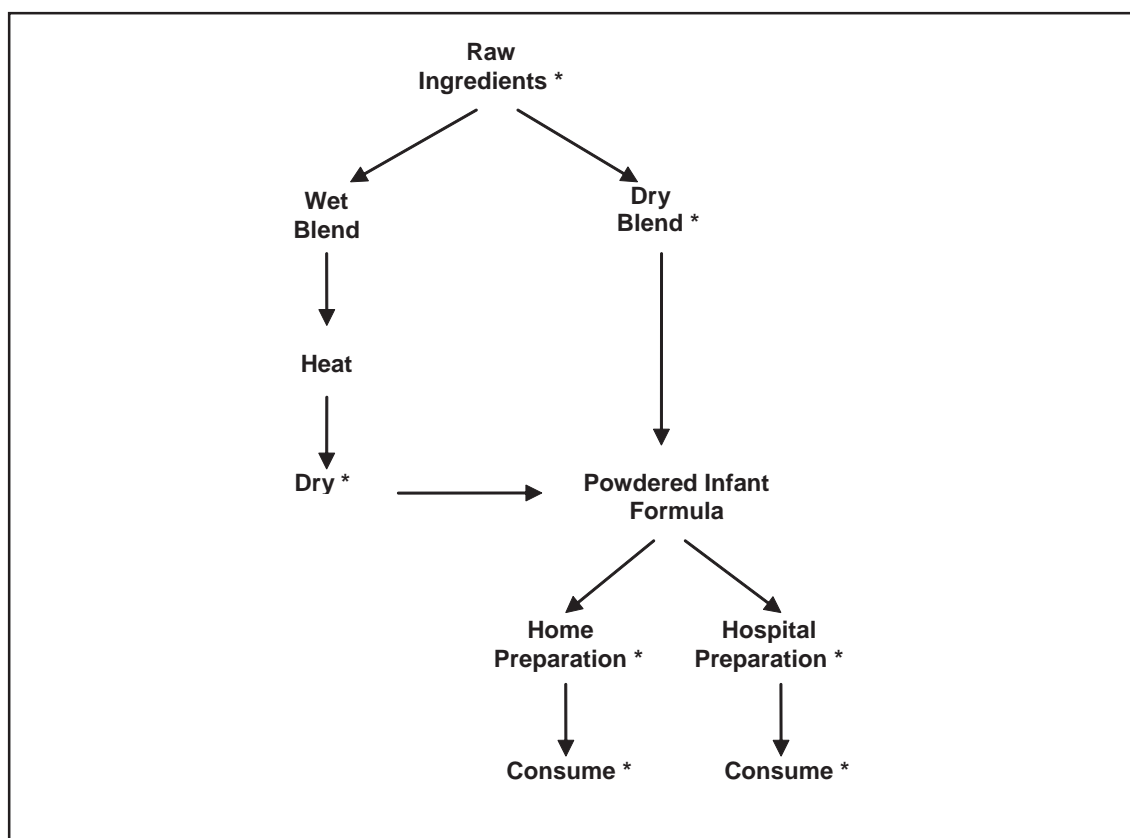 Raw
Ingredients *
Wet
Blend
Dry
Blend *
Heat
Dry *
Powdered Infant
Formula
Home
Preparation *
Hospital
Preparation *
Consume *
Consume *